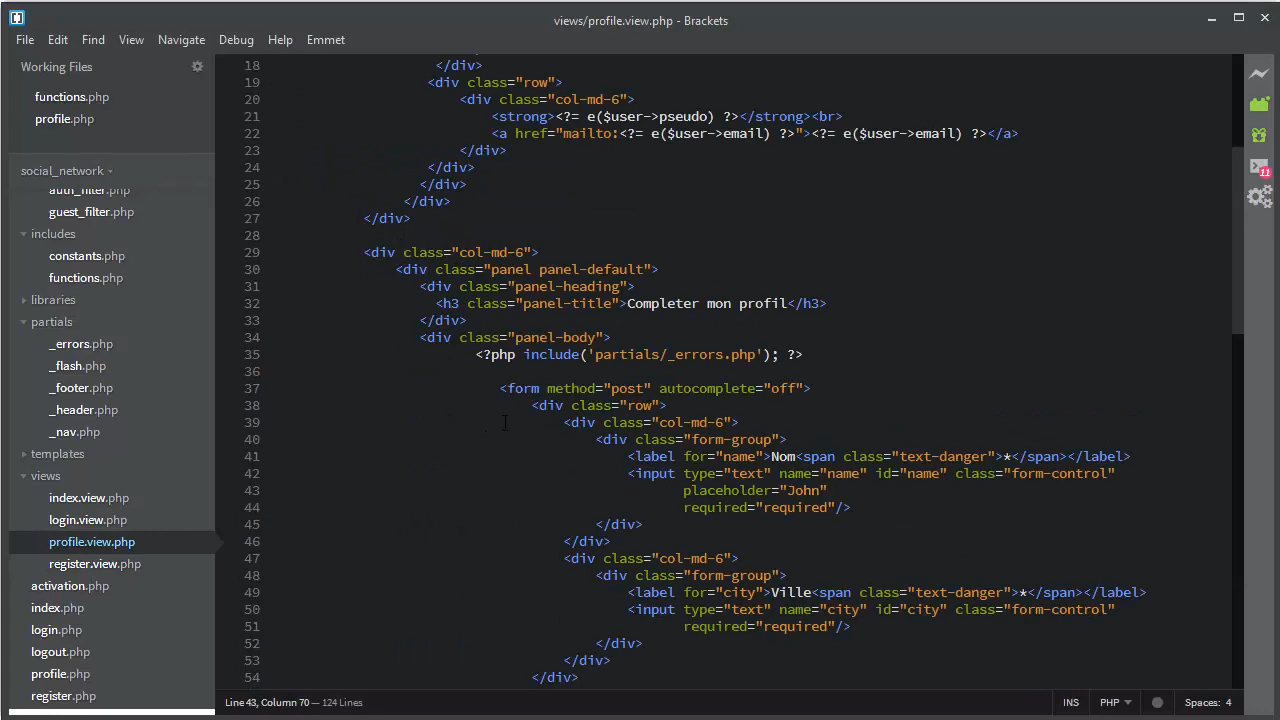 views/profile.view.php - Brackets
File Edit Find View Navigate Debug Help Emmet
Working Files
functions.php
profile.php
social_network
auth_filter.php
guest_filter.php
includes
constants.php
functions.php
libraries
partials
_errors.php
_flash.php
_footer.php
_header.php
_nav.php
templates
views
index.view.php
login.view.php
profile.view.php
register.view.php
activation.php
index.php
login.php
logout.php
profile.php
register.php
18 </div>
19 <div class="row">
20 <div class="col-md-6">
21 <strong><?= e($user->pseudo) ?></strong><br>
22 <a href="mailto:<?= e($user->email) ?>"><?= e($user->email) ?></a>
23 </div>
24 </div>
25 </div>
26 </div>
27 </div>
28
29 <div class="col-md-6">
30 <div class="panel panel-default">
31 <div class="panel-heading">
32 <h3 class="panel-title">Completer mon profil</h3>
33 </div>
34 <div class="panel-body">
35 <?php include('partials/_errors.php'); ?>
36
37 <form method="post" autocomplete="off">
38 <div class="row">
39 <div class="col-md-6">
40 <div class="form-group">
41 <label for="name">Nom<span class="text-danger">*</span></label>
42 <input type="text" name="name" id="name" class="form-control"
43 placeholder="John"
44 required="required"/>
45 </div>
46 </div>
47 <div class="col-md-6">
48 <div class="form-group">
49 <label for="city">Ville<span class="text-danger">*</span></label>
50 <input type="text" name="city" id="city" class="form-control"
51 required="required"/>
52 </div>
53 </div>
54 </div>
11
Line 43, Column 70 — 124 Lines
INS PHP Spaces: 4